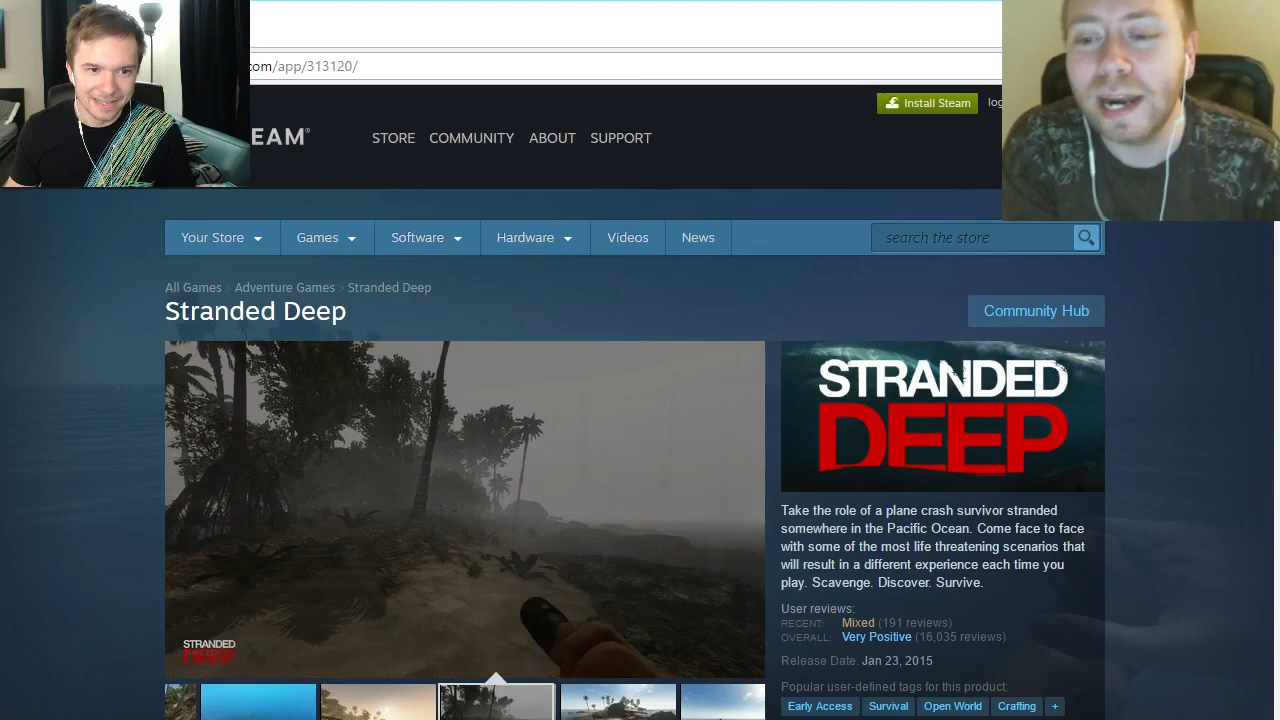 com/app/313120/
Install Steam
log
EAM®
STORE COMMUNITY ABOUT SUPPORT
Your Store Games Software Hardware Videos News
search the store
All Games > Adventure Games > Stranded Deep
Stranded Deep
Community Hub
STRANDED
DEEP
Take the role of a plane crash survivor stranded
somewhere in the Pacific Ocean. Come face to face
with some of the most life threatening scenarios that
will result in a different experience each time you
play. Scavenge. Discover. Survive.
User reviews:
RECENT: Mixed (191 reviews)
OVERALL: Very Positive (16,035 reviews)
STRANDED
DEEP
Release Date: Jan 23, 2015
Popular user-defined tags for this product:
Early Access Survival Open World Crafting +